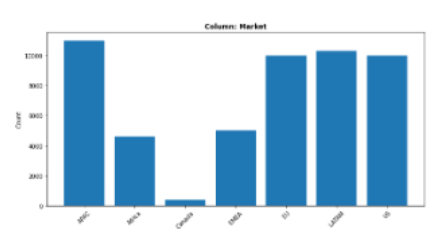 Column: Market
Count
10000
8000
6000
4000
2000
0
APAC
Africa
Canada
EMEA
EU
LATAM
US